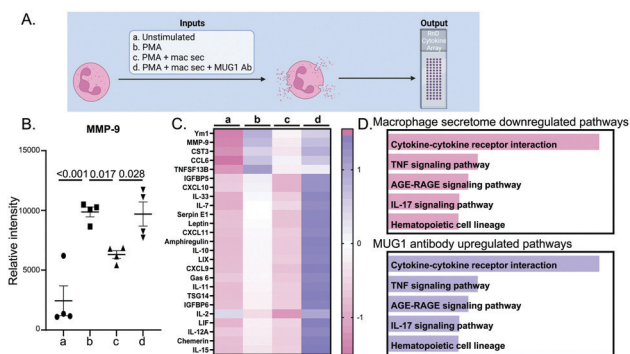 A.
Inputs
a. Unstimulated
b. PMA
c. PMA + mac sec
d. PMA + mac sec + MUG1 Ab
Output
RnD
Cytokine
Array
B.
MMP-9
Relative intensity
15000
10000
5000
0
<0.001 0.017 0.028
a b c d
C.
a b c d
Ym1
MMP-9
CST3
CCL6
TNFSF13B
IGFBP5
CXCL10
IL-33
IL-7
Serpin E1
Leptin
CXCL11
Amphiregulin
IL-10
LIX
CXCL9
Gas 6
IL-11
TSG14
IGFBP6
IL-2
LIF
IL-12A
Chemerin
IL-15
1
0
-1
D.
Macrophage secretome downregulated pathways
Cytokine-cytokine receptor interaction
TNF signaling pathway
AGE-RAGE signaling pathway
IL-17 signaling pathway
Hematopoietic cell lineage
MUG1 antibody upregulated pathways
Cytokine-cytokine receptor interaction
TNF signaling pathway
AGE-RAGE signaling pathway
IL-17 signaling pathway
Hematopoietic cell lineage